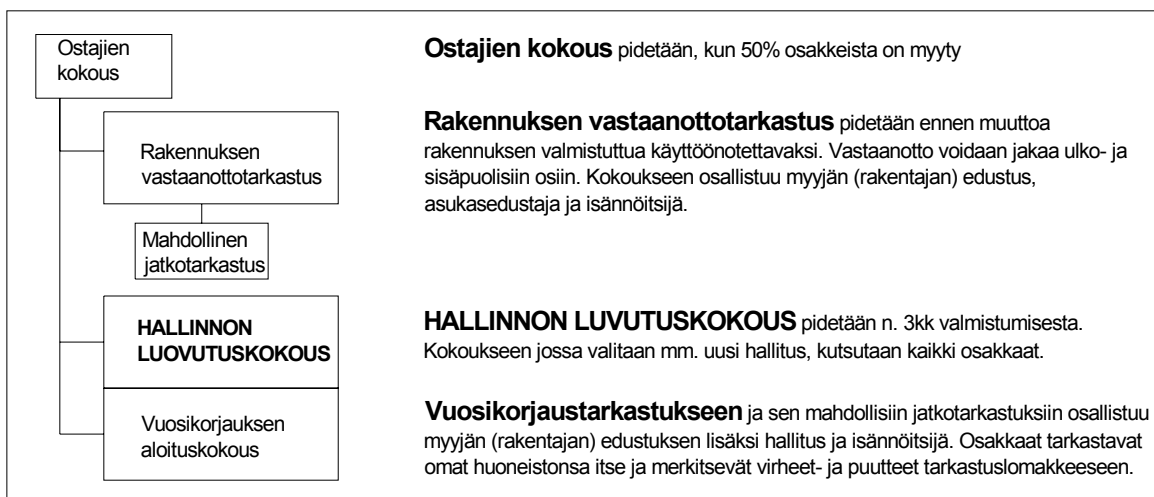 Ostajien
kokous
Ostajien kokous pidetään, kun 50% osakkeista on myyty
Rakennuksen
vastaanottotarkastus
Rakennuksen vastaanottotarkastus pidetään ennen muuttoa
rakennuksen valmistuttua käyttöönotettavaksi. Vastaanotto voidaan jakaa ulko- ja
sisäpuolisiin osiin. Kokoukseen osallistuu myyjän (rakentajan) edustus,
asukasedustaja ja isännöitsijä.
Mahdollinen
jatkotarkastus
HALLINNON
LUOVUTUSKOKOUS
HALLINNON LUVUTUSKOKOUS pidetään n. 3kk valmistumisesta.
Kokoukseen jossa valitaan mm. uusi hallitus, kutsutaan kaikki osakkaat.
Vuosikorjauksen
aloituskokous
Vuosikorjaustarkastukseen ja sen mahdollisiin jatkotarkastuksiin osallistuu
myyjän (rakentajan) edustuksen lisäksi hallitus ja isännöitsijä. Osakkaat tarkastavat
omat huoneistonsa itse ja merkitsevät virheet- ja puutteet tarkastuslomakkeeseen.